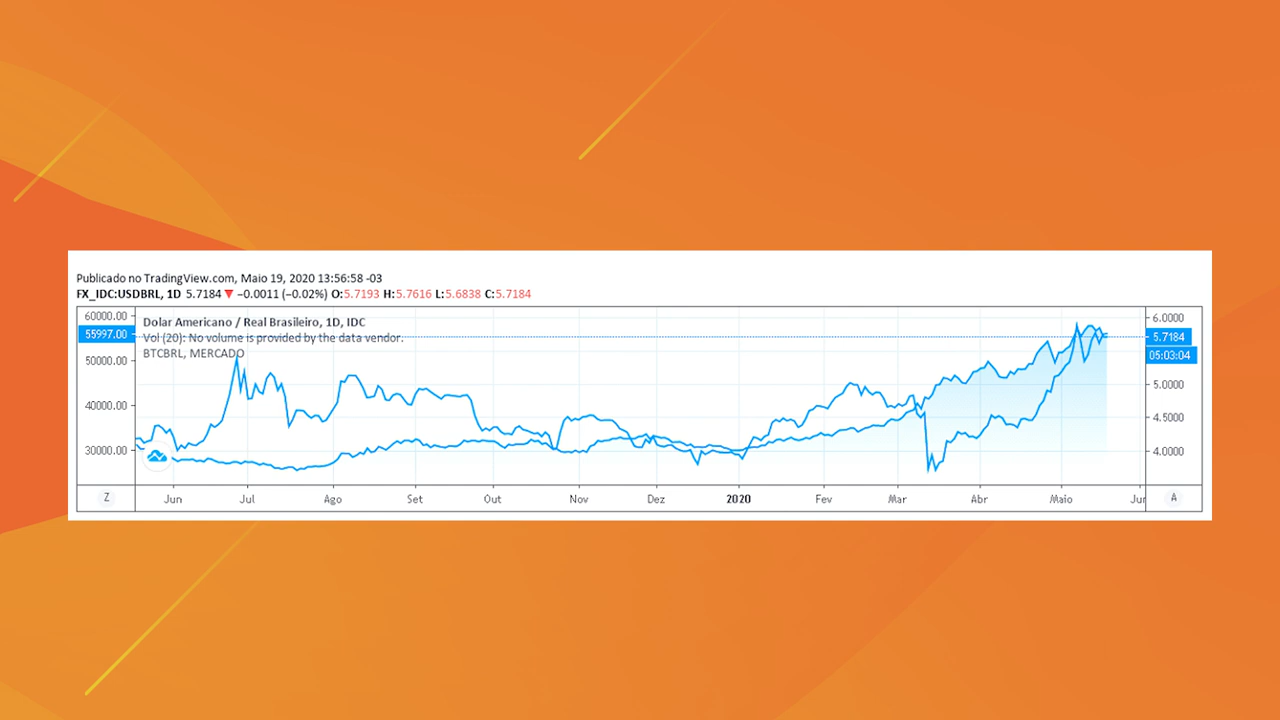 Publicado no TradingView.com, Maio 19, 2020 13:56:58 -03
FX_IDC:USDBRL, 1D 5.7184 ▼ −0.0011 (−0.02%) O:5.7193 H:5.7616 L:5.6838 C:5.7184
Dolar Americano / Real Brasileiro, 1D, IDC
Vol (20): No volume is provided by the data vendor.
BTCBRL, MERCADO
60000.00
55997.00
50000.00
40000.00
30000.00
6.0000
5.7184
05:03:04
5.0000
4.5000
4.0000
Z Jun Jul Ago Set Out Nov Dez 2020 Fev Mar Abr Maio Jur A